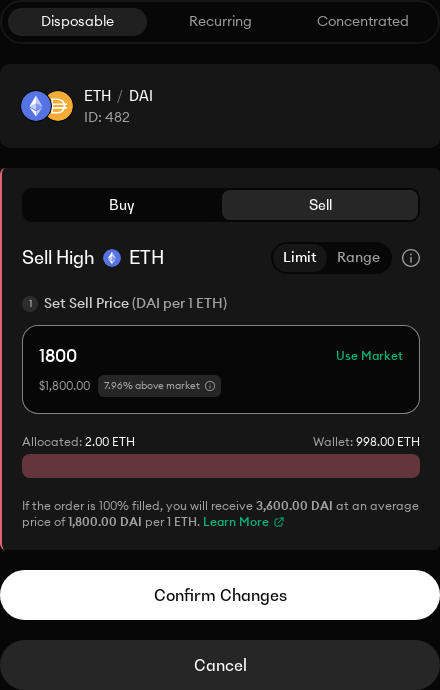 Disposable Recurring Concentrated
ETH / DAI
ID: 482
Buy Sell
Sell High ETH Limit Range
1 Set Sell Price (DAI per 1 ETH)
1800 Use Market
$1,800.00 7.96% above market
Allocated: 2.00 ETH Wallet: 998.00 ETH
If the order is 100% filled, you will receive 3,600.00 DAI at an average
price of 1,800.00 DAI per 1 ETH. Learn More
Confirm Changes
Cancel